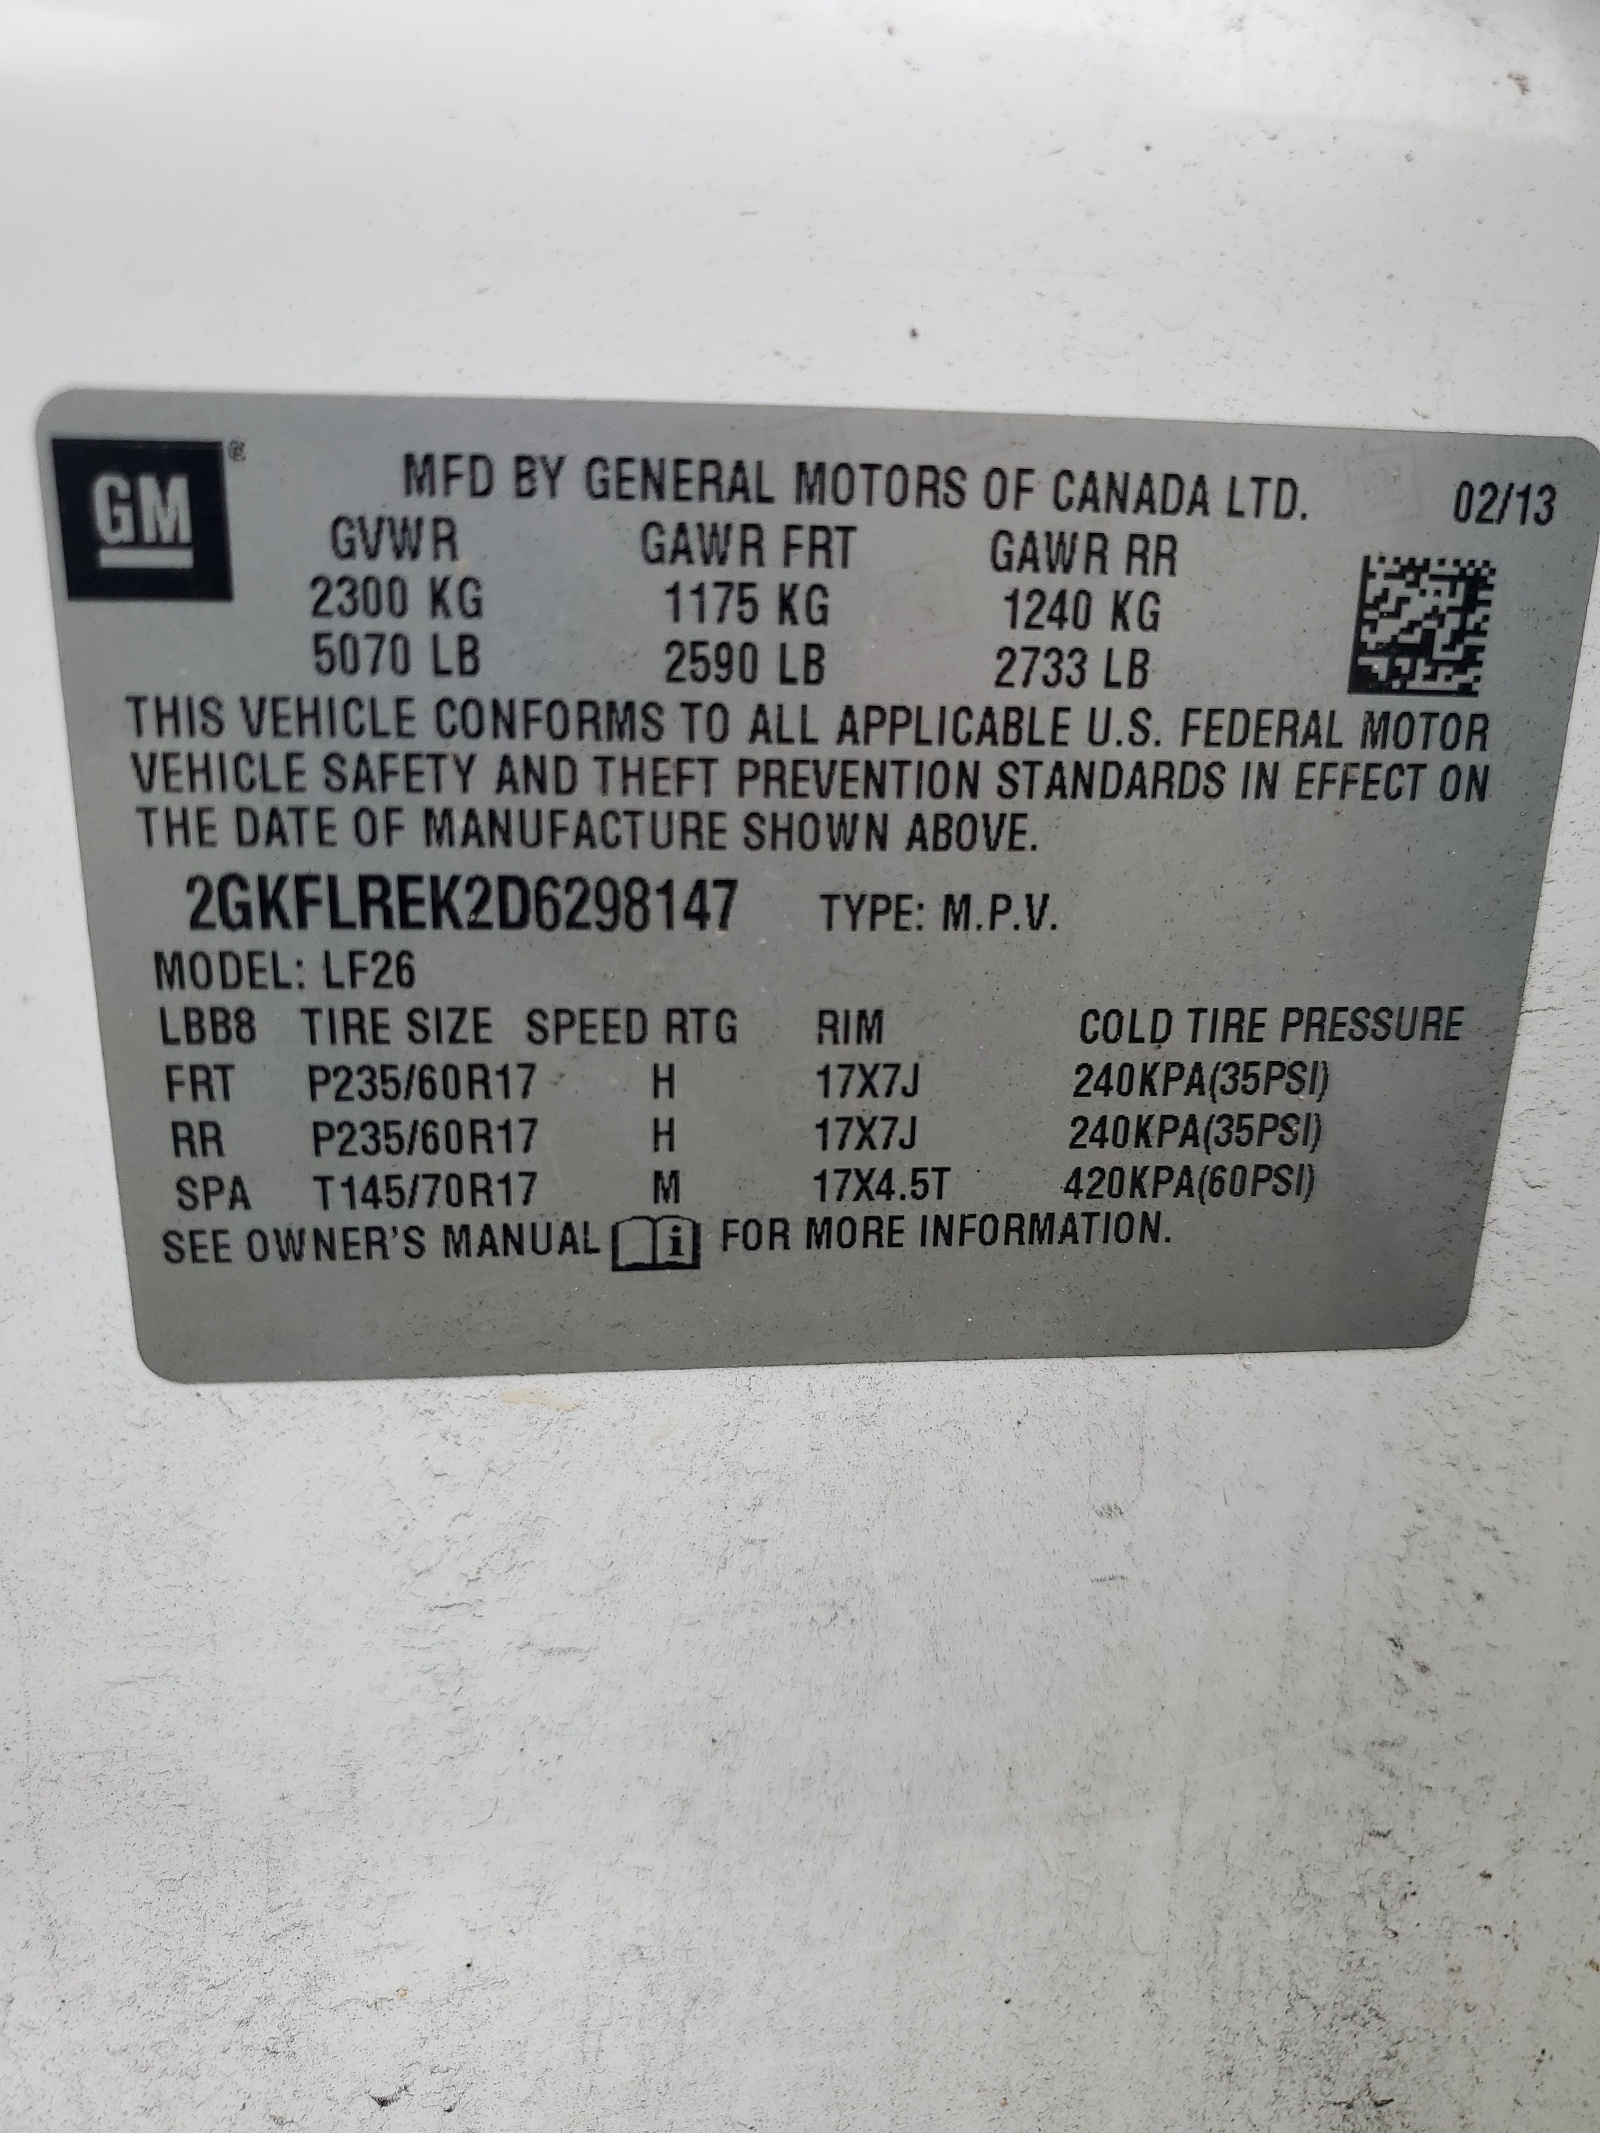 GM ®
MFD BY GENERAL MOTORS OF CANADA LTD. 02/13
GVWR GAWR FRT GAWR RR
2300 KG 1175 KG 1240 KG
5070 LB 2590 LB 2733 LB
THIS VEHICLE CONFORMS TO ALL APPLICABLE U.S. FEDERAL MOTOR
VEHICLE SAFETY AND THEFT PREVENTION STANDARDS IN EFFECT ON
THE DATE OF MANUFACTURE SHOWN ABOVE.
2GKFLREK2D6298147 TYPE: M.P.V.
MODEL: LF26
LBB8 TIRE SIZE SPEED RTG RIM COLD TIRE PRESSURE
FRT P235/60R17 H 17X7J 240KPA(35PSI)
RR P235/60R17 H 17X7J 240KPA(35PSI)
SPA T145/70R17 M 17X4.5T 420KPA(60PSI)
SEE OWNER'S MANUAL i FOR MORE INFORMATION.